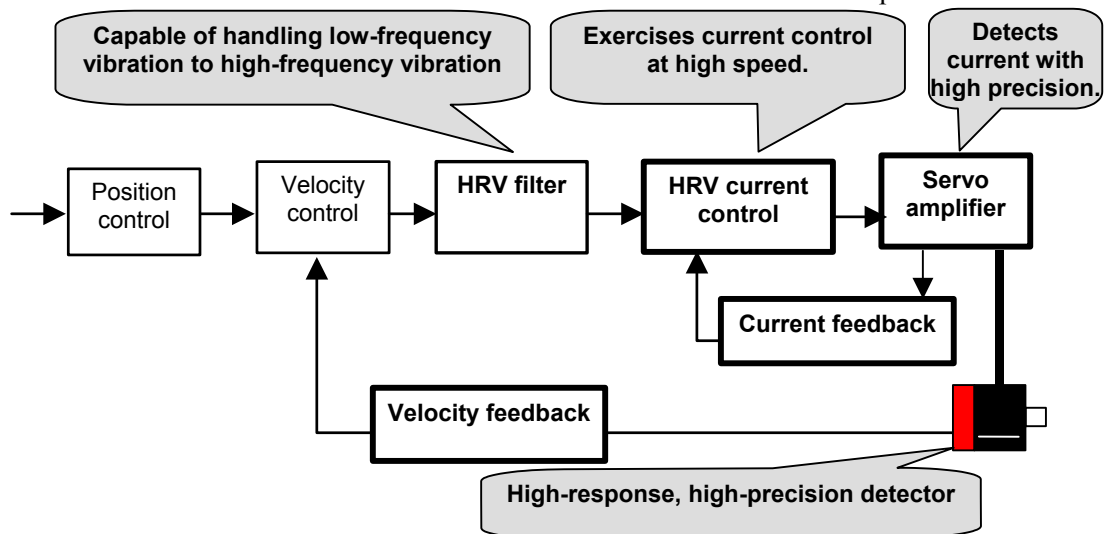 Capable of handling low-frequency
vibration to high-frequency vibration
Exercises current control
at high speed.
Detects
current with
high precision.
Position
control
Velocity
control
HRV filter
HRV current
control
Servo
amplifier
Current feedback
Velocity feedback
High-response, high-precision detector